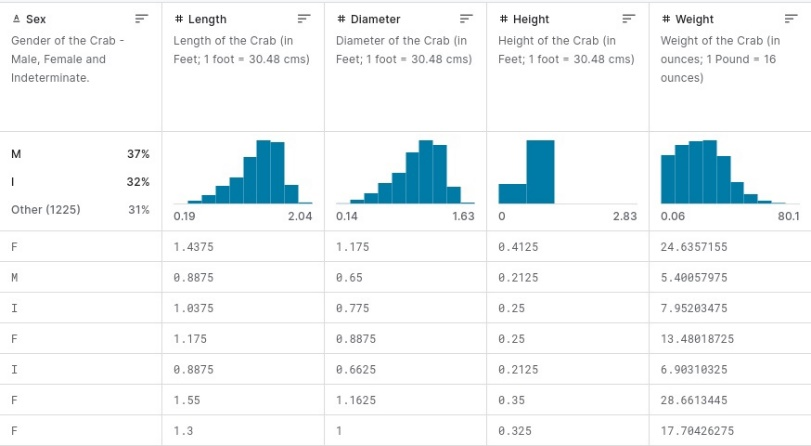 Sex
Length
Diameter
Height
Weight
Gender of the Crab -
Male, Female and
Indeterminate.
Length of the Crab (in
Feet; 1 foot = 30.48 cms)
Diameter of the Crab (in
Feet; 1 foot = 30.48 cms)
Height of the Crab (in
Feet; 1 foot = 30.48 cms)
Weight of the Crab (in
ounces; 1 Pound = 16
ounces)
M 37%
I 32%
Other (1225) 31%
0.19 2.04
0.14 1.63
0 2.83
0.06 80.1
F 1.4375 1.175 0.4125 24.6357155
M 0.8875 0.65 0.2125 5.40057975
I 1.0375 0.775 0.25 7.95203475
F 1.175 0.8875 0.25 13.48018725
I 0.8875 0.6625 0.2125 6.90310325
F 1.55 1.1625 0.35 28.6613445
F 1.3 1 0.325 17.70426275